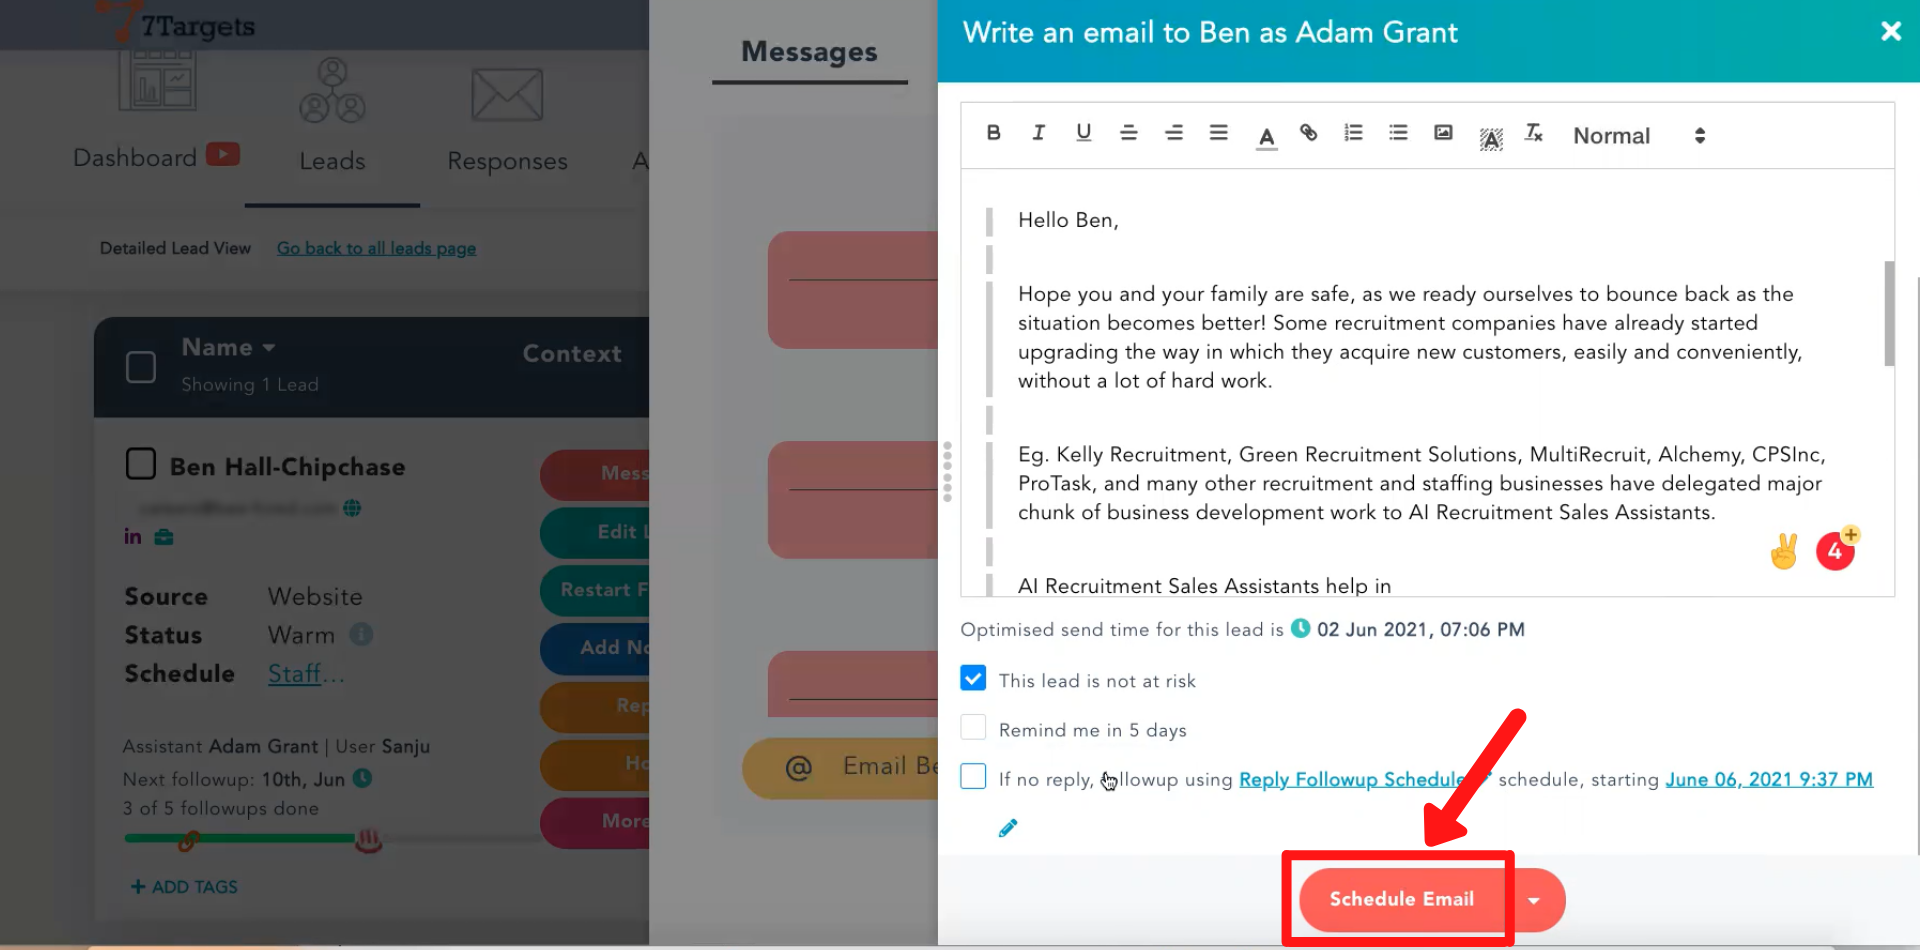 7Targets
Dashboard
Leads
Responses
A
Detailed Lead View
Go back to all leads page
Name
Showing 1 Lead
Context
Ben Hall-Chipchase
in
Source Website
Status Warm
Schedule Staff...
Assistant Adam Grant | User Sanju
Next followup: 10th, Jun
3 of 5 followups done
+ ADD TAGS
Mess
Edit L
Restart F
Add No
Rep
Ho
More
Messages
@ Email Be
Write an email to Ben as Adam Grant
B I U A A Tx Normal
Hello Ben,
Hope you and your family are safe, as we ready ourselves to bounce back as the
situation becomes better! Some recruitment companies have already started
upgrading the way in which they acquire new customers, easily and conveniently,
without a lot of hard work.
Eg. Kelly Recruitment, Green Recruitment Solutions, MultiRecruit, Alchemy, CPSInc,
ProTask, and many other recruitment and staffing businesses have delegated major
chunk of business development work to AI Recruitment Sales Assistants.
4
AI Recruitment Sales Assistants help in
Optimised send time for this lead is 02 Jun 2021, 07:06 PM
This lead is not at risk
Remind me in 5 days
If no reply, followup using Reply Followup Schedule schedule, starting June 06, 2021 9:37 PM
Schedule Email